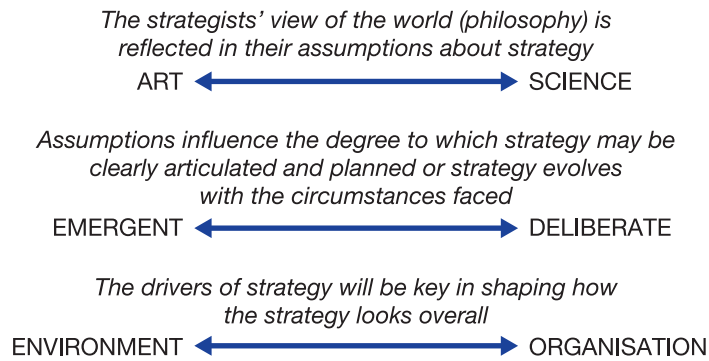 The strategists’ view of the world (philosophy) is
reflected in their assumptions about strategy
ART SCIENCE
Assumptions influence the degree to which strategy may be
clearly articulated and planned or strategy evolves
with the circumstances faced
EMERGENT DELIBERATE
The drivers of strategy will be key in shaping how
the strategy looks overall
ENVIRONMENT ORGANISATION